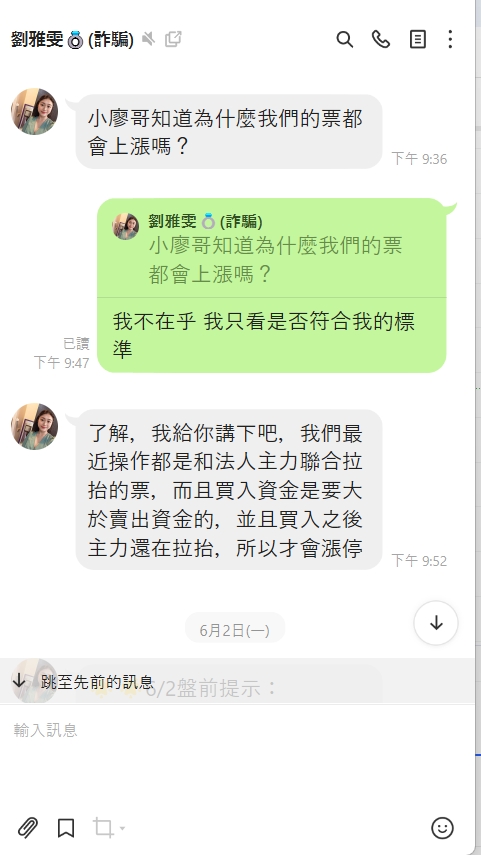 劉雅雯💍(詐騙)
小廖哥知道為什麼我們的票都
會上漲嗎？
下午 9:36
劉雅雯💍(詐騙)
小廖哥知道為什麼我們的票
都會上漲嗎？
我不在乎 我只看是否符合我的標
準
已讀
下午 9:47
了解，我給你講下吧，我們最
近操作都是和法人主力聯合拉
抬的票，而且買入資金是要大
於賣出資金的，並且買入之後
主力還在拉抬，所以才會漲停
下午 9:52
6月2日(一)
跳至先前的訊息
6/2盤前提示：
輸入訊息